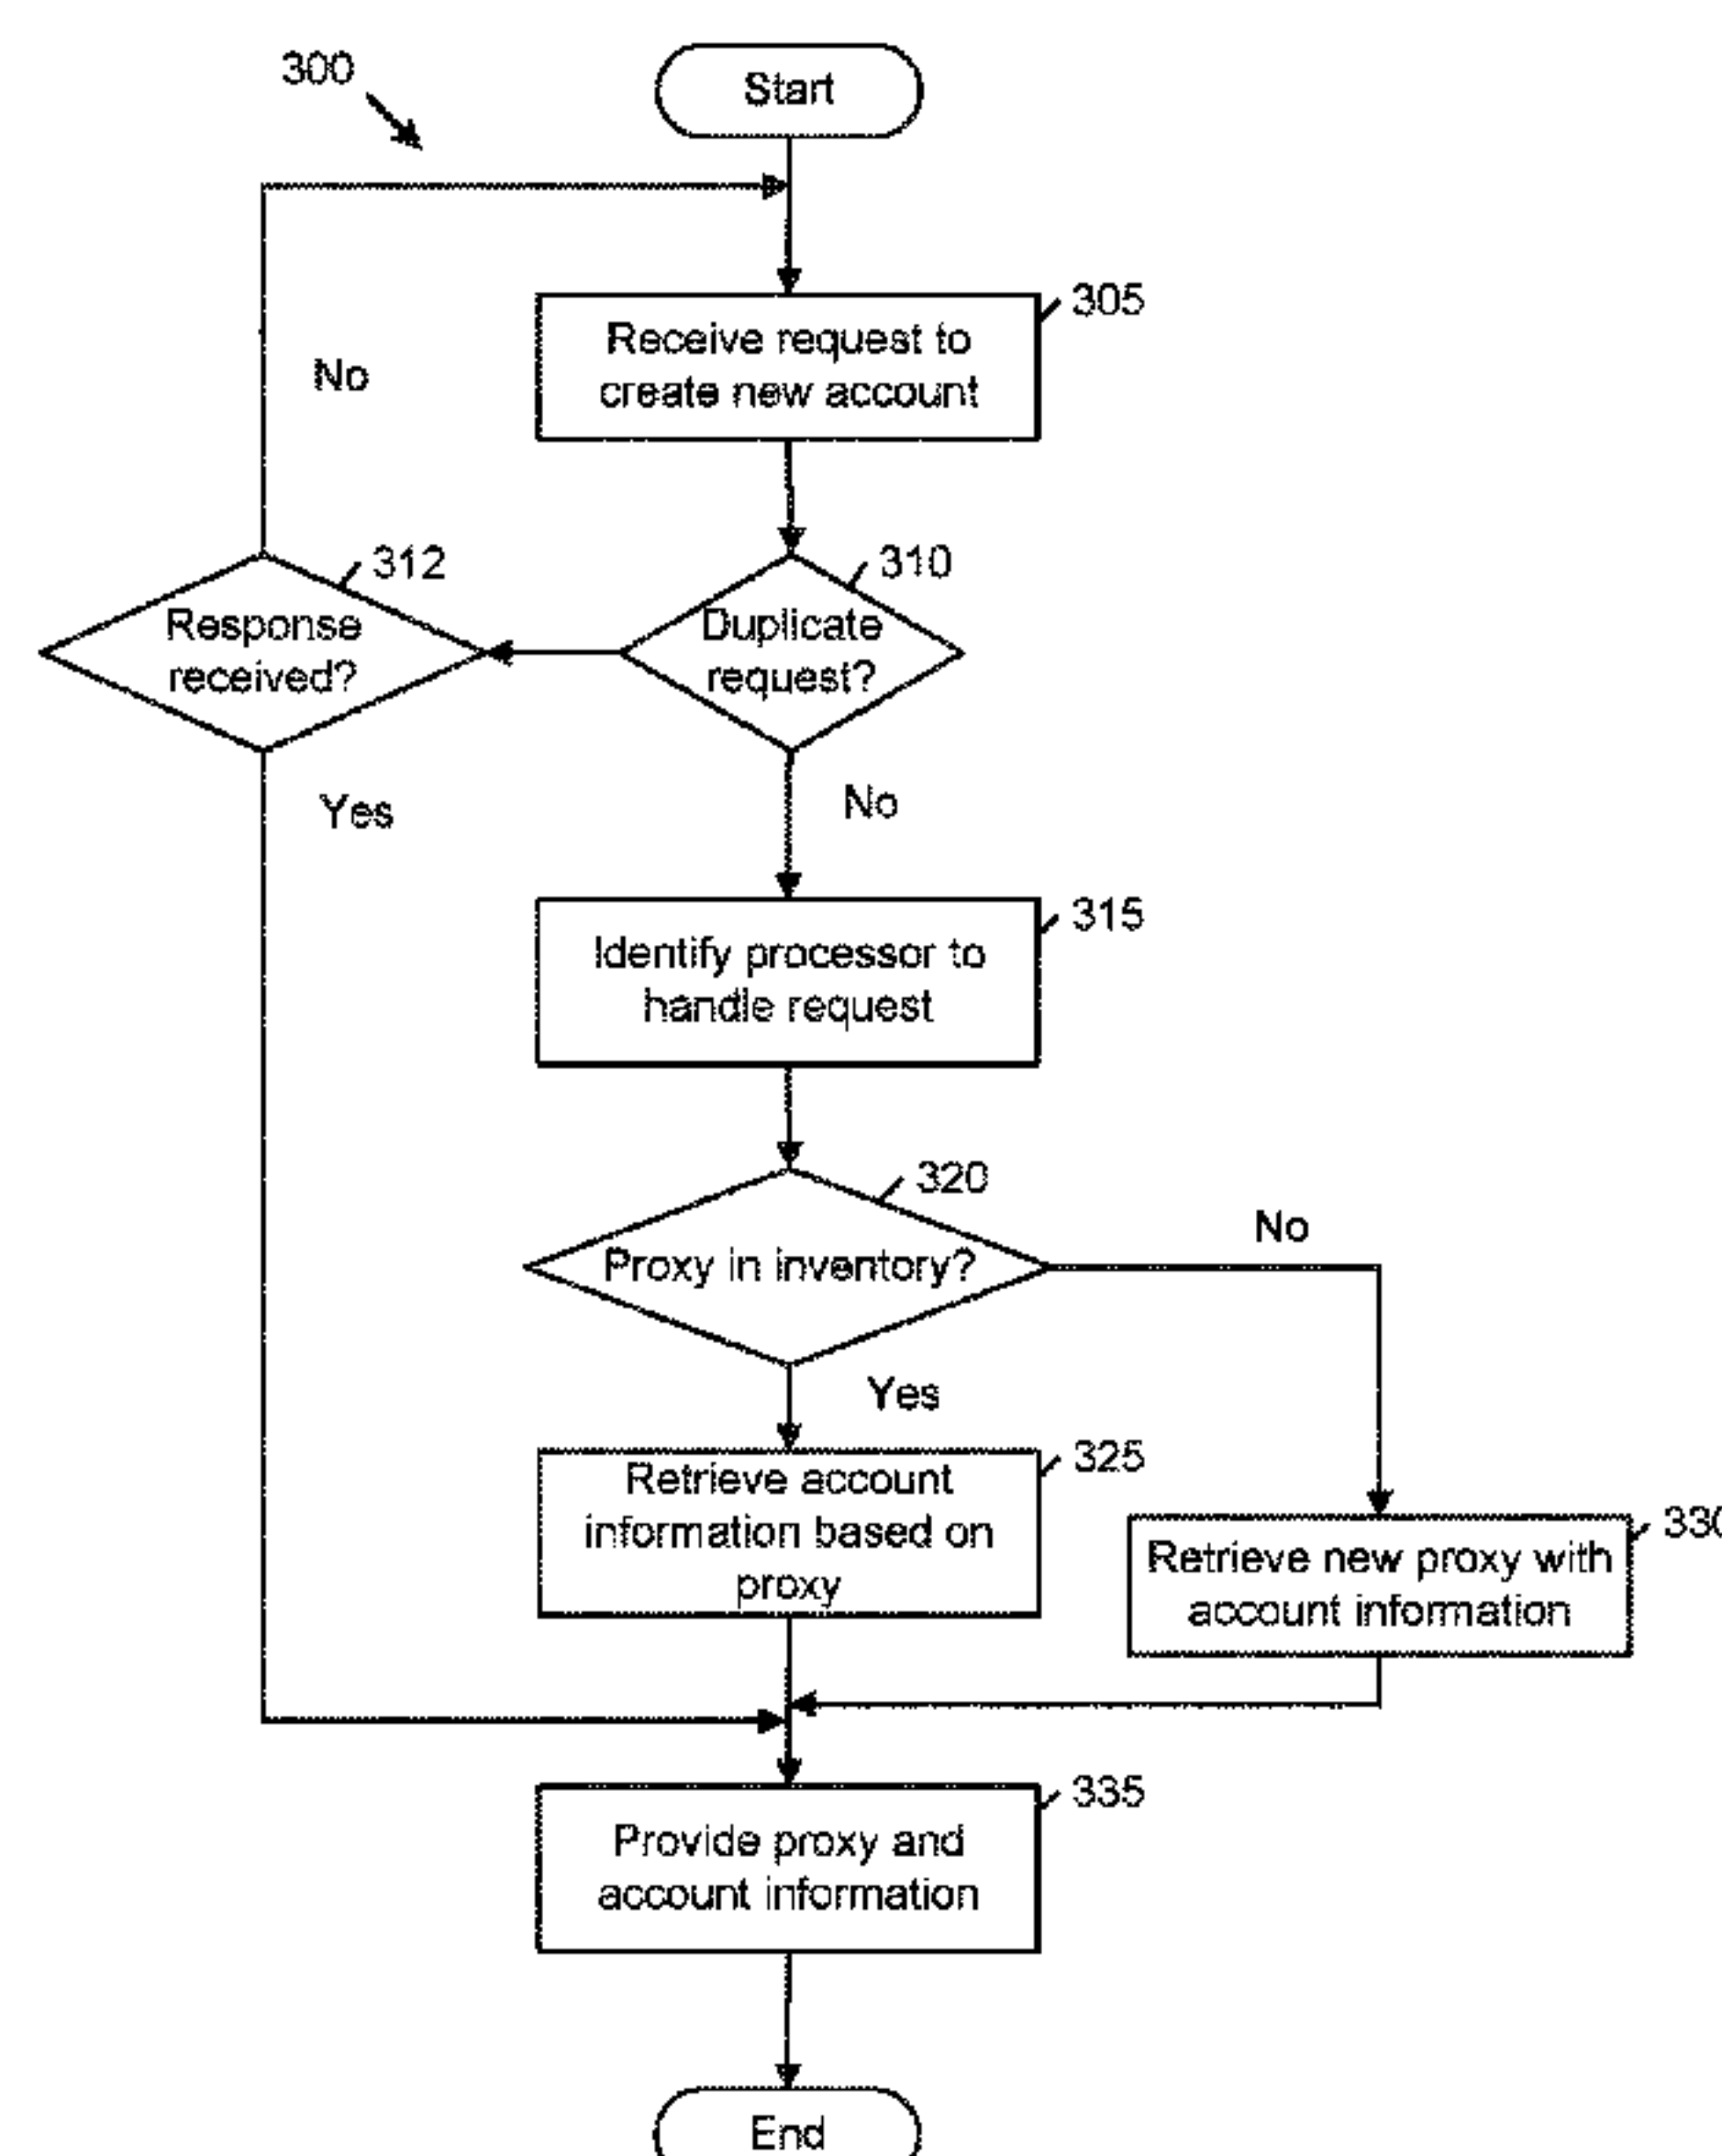 300
Start
305
Receive request to
create new account
No
312
310
Response
received?
Duplicate
request?
Yes
No
315
Identify processor to
handle request
320
No
Proxy in inventory?
Yes
325
Retrieve account
information based on
proxy
330
Retrieve new proxy with
account information
335
Provide proxy and
account information
End